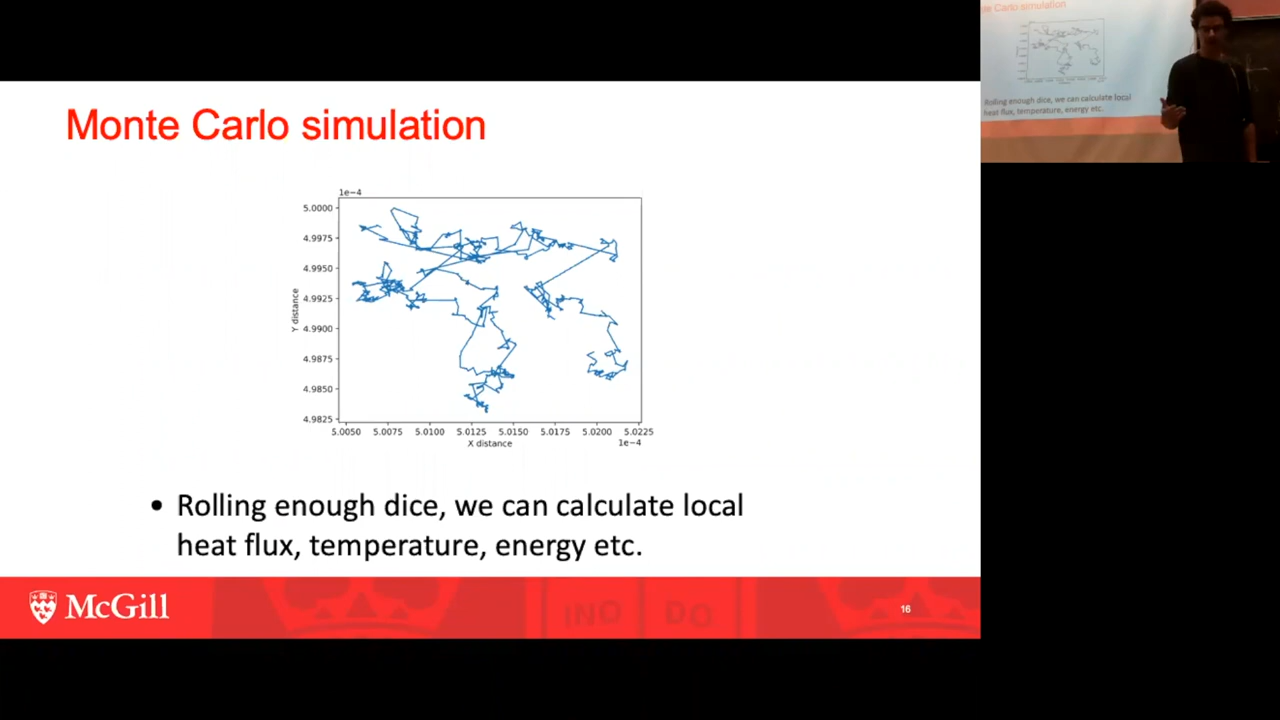 Monte Carlo simulation
1e−4
5.0000
4.9975
4.9950
4.9925
4.9900
4.9875
4.9850
4.9825
Y distance
5.0050 5.0075 5.0100 5.0125 5.0150 5.0175 5.0200 5.0225
X distance
1e−4
• Rolling enough dice, we can calculate local
heat flux, temperature, energy etc.
McGill
INO DO
16
te Carlo simulation
Rolling enough dice, we can calculate local
heat flux, temperature, energy etc.